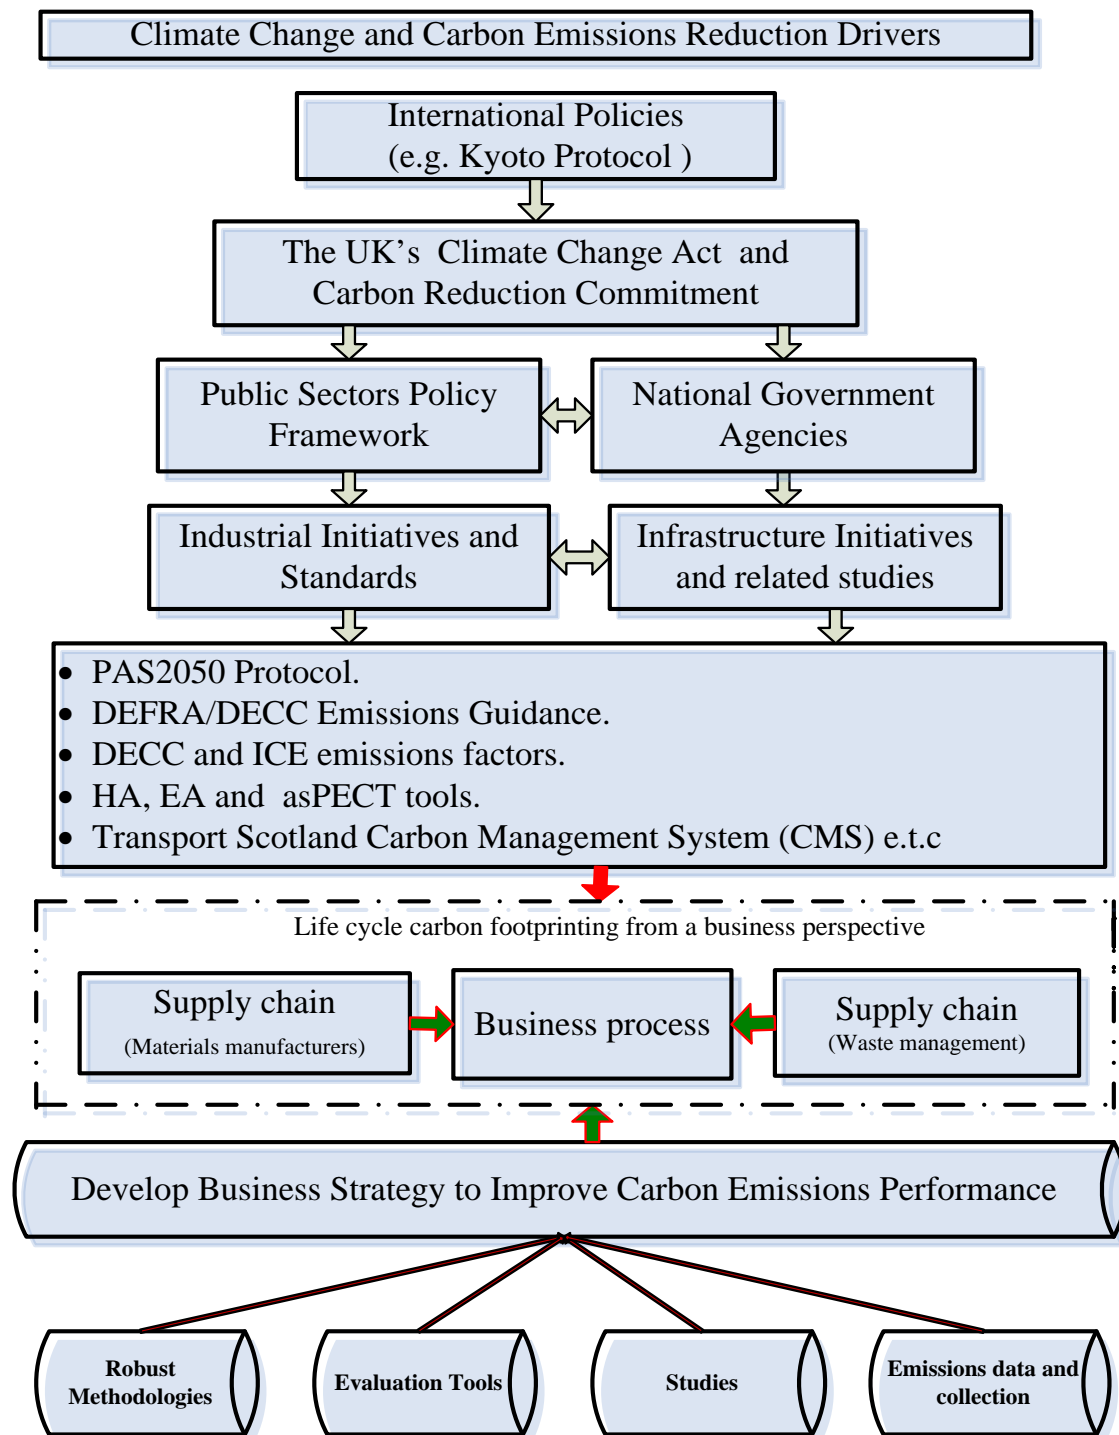 Climate Change and Carbon Emissions Reduction Drivers
International Policies
(e.g. Kyoto Protocol )
The UK's Climate Change Act and
Carbon Reduction Commitment
Public Sectors Policy
Framework
National Government
Agencies
Industrial Initiatives and
Standards
Infrastructure Initiatives
and related studies
• PAS2050 Protocol.
• DEFRA/DECC Emissions Guidance.
• DECC and ICE emissions factors.
• HA, EA and asPECT tools.
• Transport Scotland Carbon Management System (CMS) e.t.c
Life cycle carbon footprinting from a business perspective
Supply chain
(Materials manufacturers)
Business process
Supply chain
(Waste management)
Develop Business Strategy to Improve Carbon Emissions Performance
Robust
Methodologies
Evaluation Tools
Studies
Emissions data and
collection